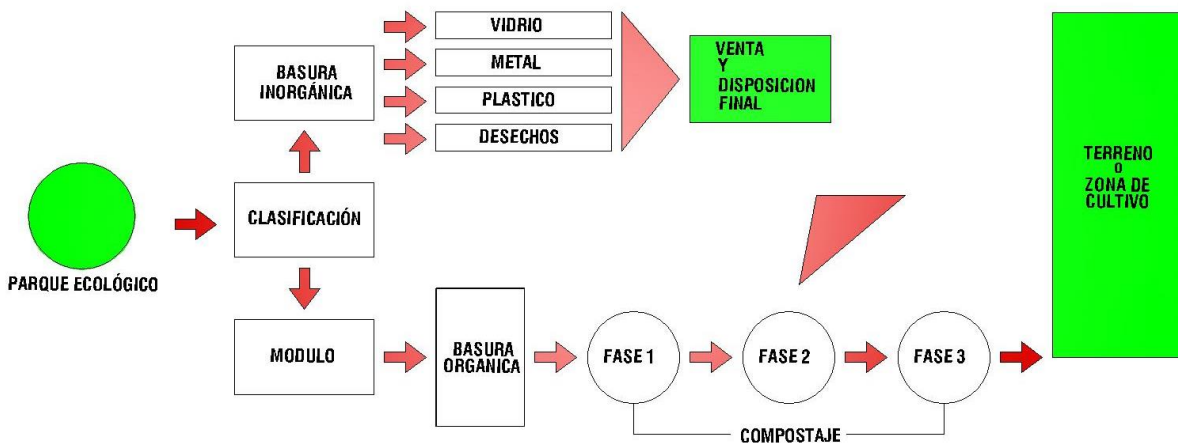 VIDRIO
METAL
PLASTICO
DESECHOS
BASURA
INORGÁNICA
VENTA
Y
DISPOSICION
FINAL
PARQUE ECOLÓGICO
CLASIFICACIÓN
MODULO
BASURA
ORGÁNICA
FASE 1
FASE 2
FASE 3
COMPOSTAJE
TERRENO
O
ZONA DE
CULTIVO